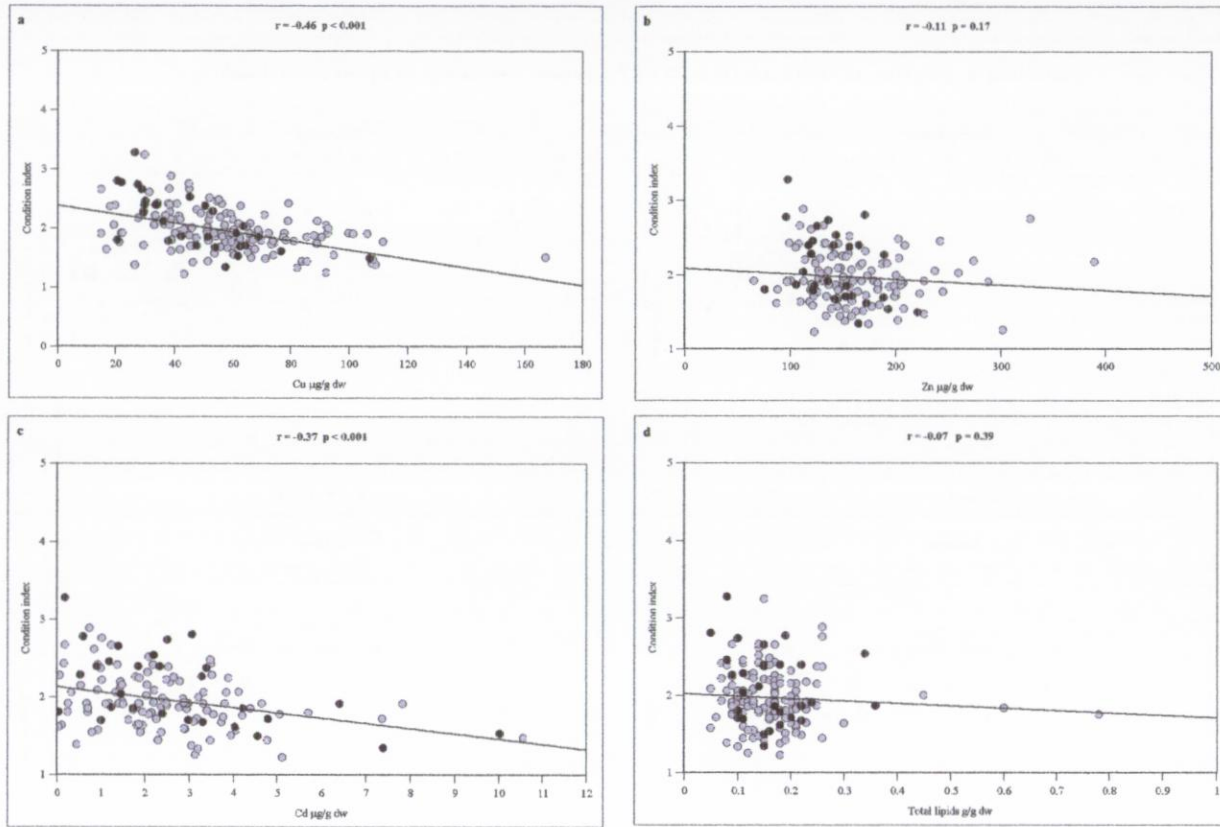 a
r = -0.46 p < 0.001
5
4
3
2
1
0
Condition index
0 20 40 60 80 100 120 140 160 180
Cu µg/g dw
b
r = -0.11 p = 0.17
5
4
3
2
1
Condition index
0 100 200 300 400 500
Zn µg/g dw
c
r = -0.37 p < 0.001
5
4
3
2
1
Condition index
0 1 2 3 4 5 6 7 8 9 10 11 12
Cd µg/g dw
d
r = -0.07 p = 0.39
5
4
3
2
1
Condition index
0 0.1 0.2 0.3 0.4 0.5 0.6 0.7 0.8 0.9 1
Total lipids g/g dw